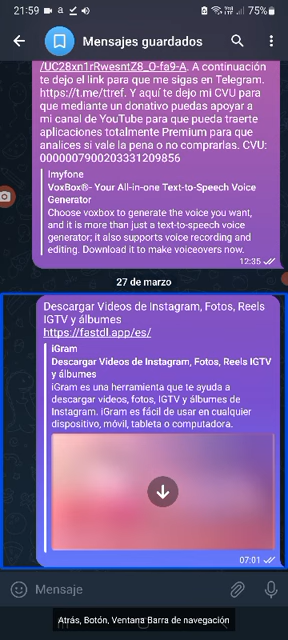 21:59
75%
Mensajes guardados
/UC28xn1rRwesntZ8_O-fa9-A. A continuación
te dejo el link para que me sigas en Telegram.
https://t.me/ttref. Y aquí te dejo mi CVU para
que mediante un donativo puedas apoyar a
mi canal de YouTube para que pueda traerte
aplicaciones totalmente Premium para que
analices si vale la pena o no comprarlas. CVU:
0000007900203331209856
Imyfone
VoxBox®- Your All-in-one Text-to-Speech Voice
Generator
Choose voxbox to generate the voice you want,
and it is more than just a text-to-speech voice
generator; it also supports voice recording and
editing. Download it to make voiceovers now.
12:35
27 de marzo
Descargar Videos de Instagram, Fotos, Reels
IGTV y álbumes
https://fastdl.app/es/
iGram
Descargar Videos de Instagram, Fotos, Reels IGTV
y álbumes
iGram es una herramienta que te ayuda a
descargar videos, fotos, IGTV y álbumes de
Instagram. iGram es fácil de usar en cualquier
dispositivo, móvil, tableta o computadora.
07:01
Mensaje
Atrás, Botón, Ventana Barra de navegación